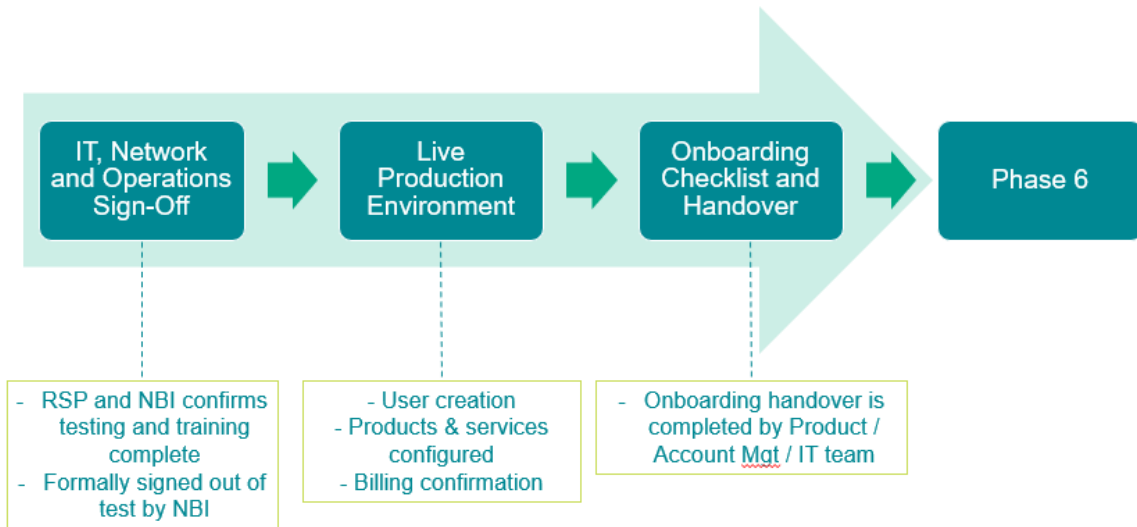 IT, Network
and Operations
Sign-Off
Live
Production
Environment
Onboarding
Checklist and
Handover
Phase 6
- RSP and NBI confirms
testing and training
complete
- Formally signed out of
test by NBI
- User creation
- Products & services
configured
- Billing confirmation
- Onboarding handover is
completed by Product /
Account Mgt / IT team